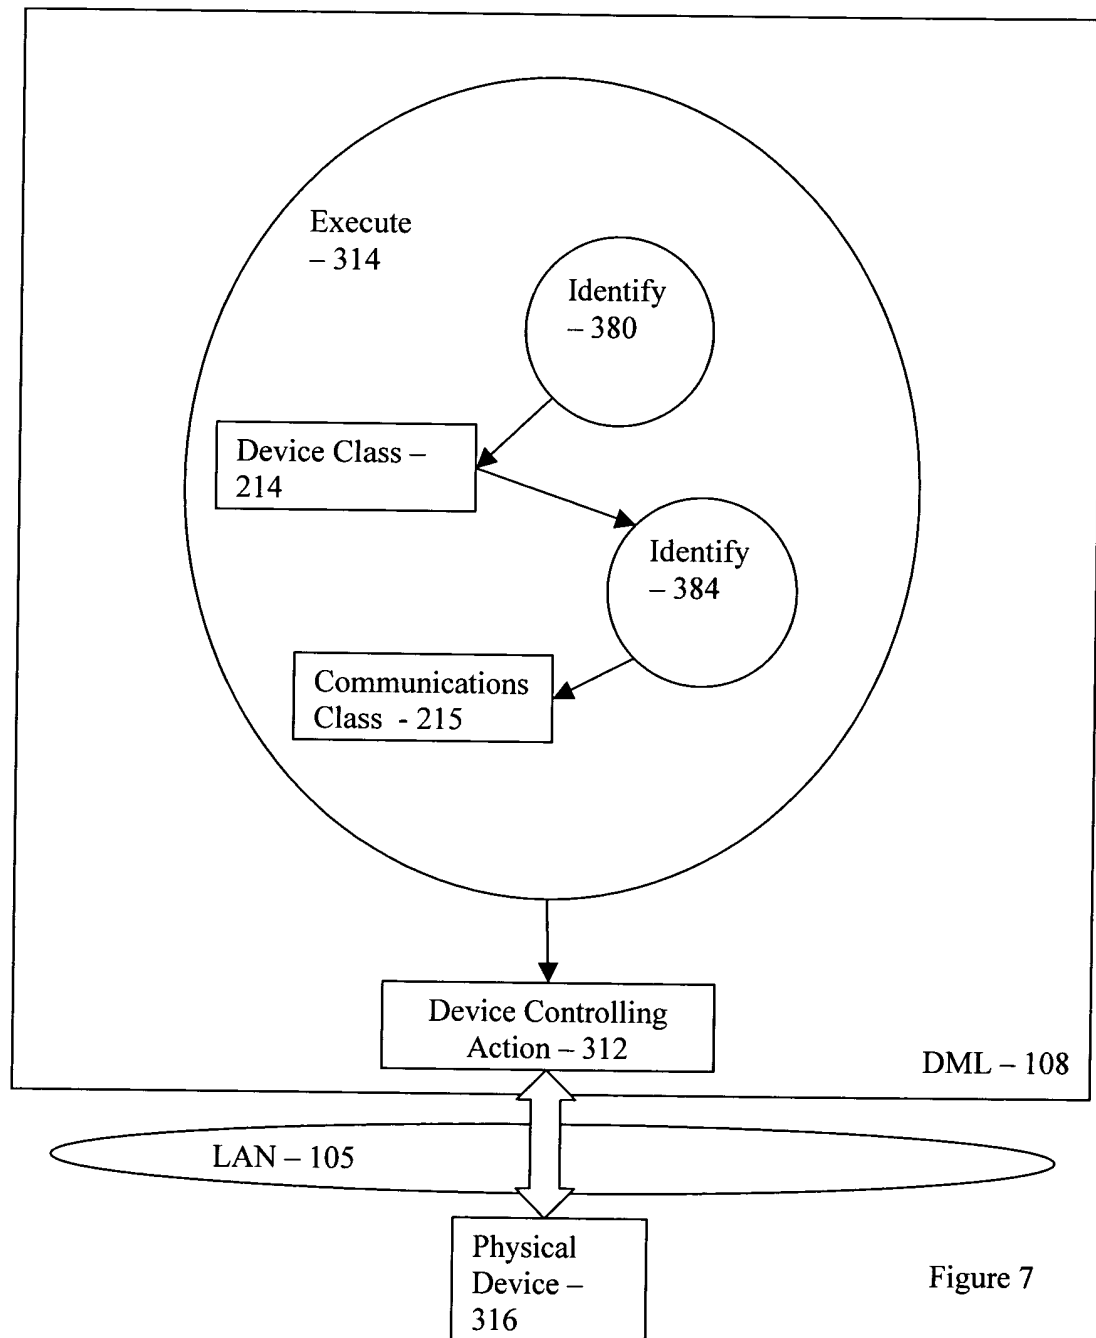 Execute
– 314
Identify
– 380
Device Class –
214
Identify
– 384
Communications
Class - 215
Device Controlling
Action – 312
DML – 108
LAN – 105
Physical
Device –
316
Figure 7